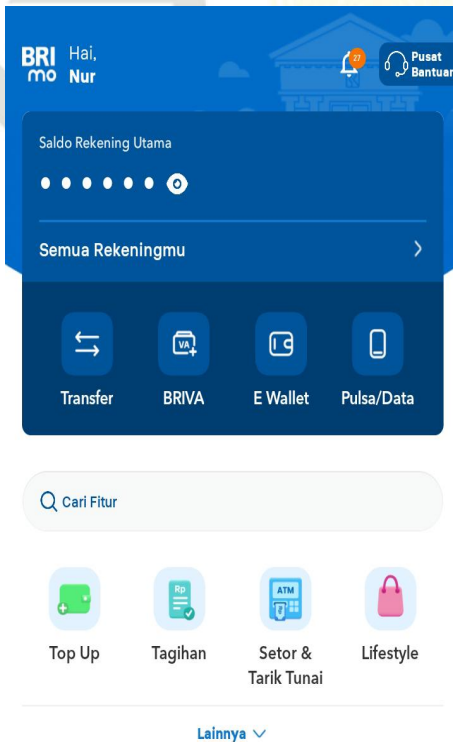 BRI
mo
Hai,
Nur
27
Pusat
Bantuan
Saldo Rekening Utama
Semua Rekeningmu
VA
Transfer
BRIVA
E Wallet
Pulsa/Data
Cari Fitur
Rp
ATM
Top Up
Tagihan
Setor &
Tarik Tunai
Lifestyle
Lainnya